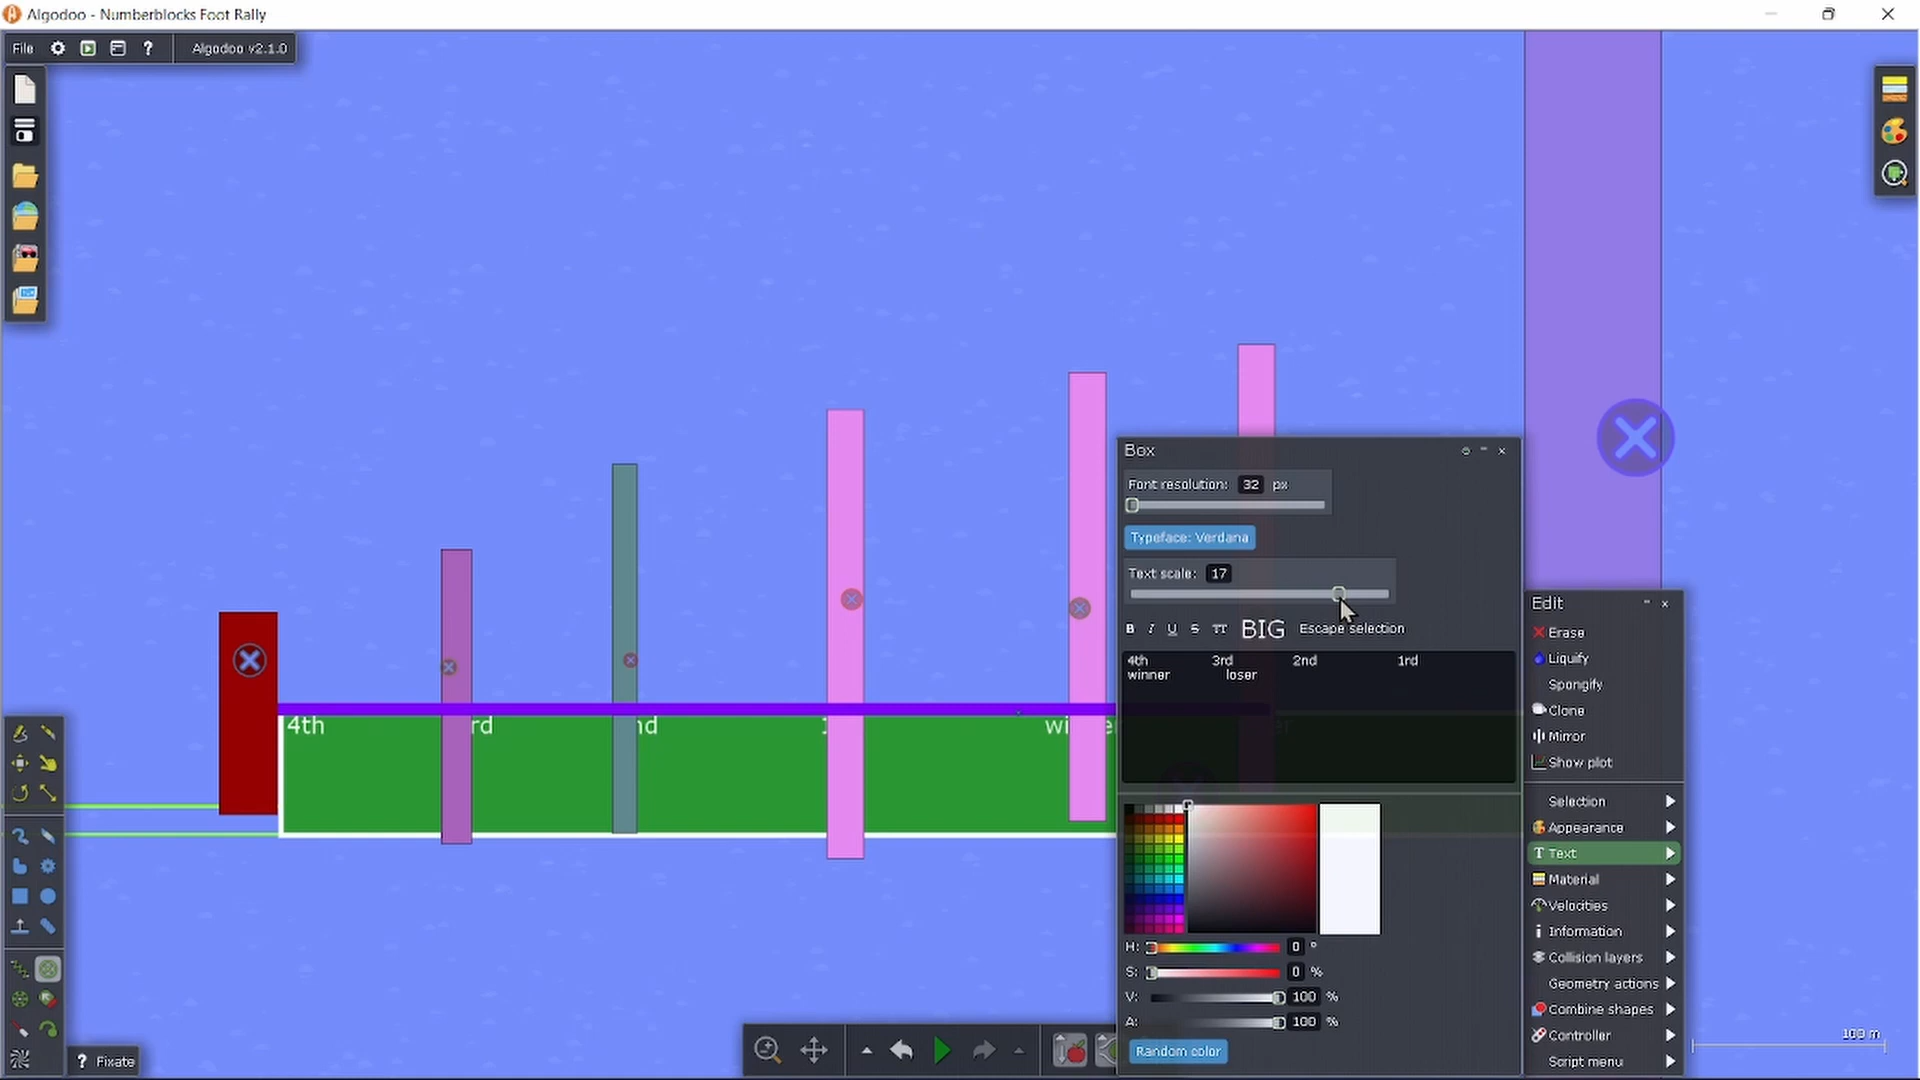 Algodoo - Numberblocks Foot Rally
File ? Algodoo v2.1.0
Box
Font resolution: 32 px
Typeface: Verdana
Text scale: 17
B I U S TT BIG Escape selection
4th 3rd 2nd 1rd
winner loser
4th rd nd 1 wi er
H: 0 °
S: 0 %
V: 100 %
A: 100 %
Random color
Edit
Erase
Liquify
Spongify
Clone
Mirror
Show plot
Selection
Appearance
T Text
Material
Velocities
Information
Collision layers
Geometry actions
Combine shapes
Controller
Script menu
? Fixate
100 m